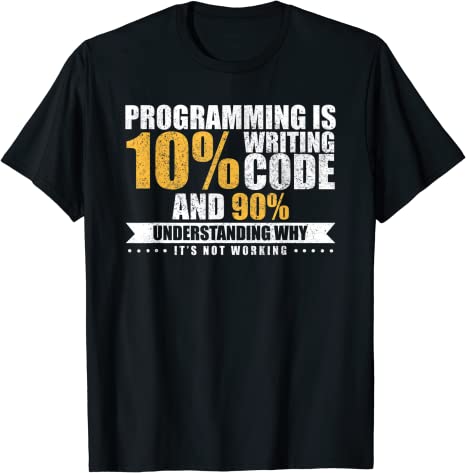 PROGRAMMING IS
10% WRITING
CODE
AND 90%
UNDERSTANDING WHY
IT'S NOT WORKING